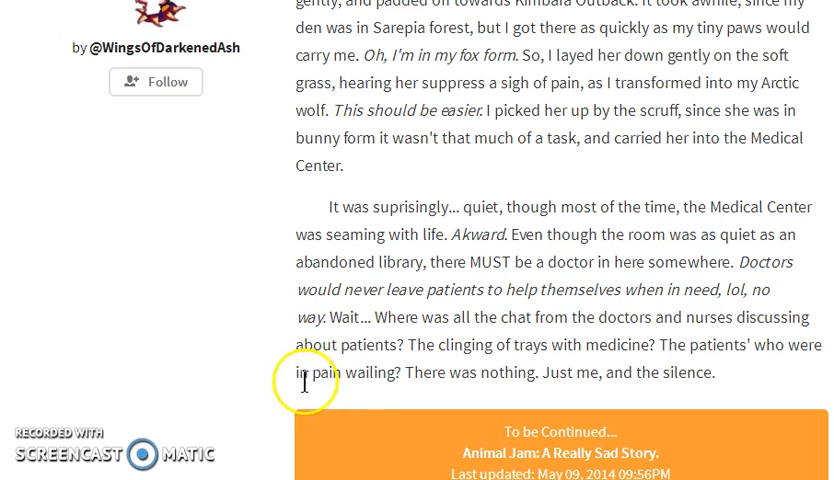 gently, and padded off towards Kimbara Outback. It took awhile, since my
den was in Sarepia forest, but I got there as quickly as my tiny paws would
carry me. Oh, I'm in my fox form. So, I layed her down gently on the soft
grass, hearing her suppress a sigh of pain, as I transformed into my Arctic
wolf. This should be easier. I picked her up by the scruff, since she was in
bunny form it wasn't that much of a task, and carried her into the Medical
Center.
It was suprisingly... quiet, though most of the time, the Medical Center
was seaming with life. Akward. Even though the room was as quiet as an
abandoned library, there MUST be a doctor in here somewhere. Doctors
would never leave patients to help themselves when in need, lol, no
way. Wait... Where was all the chat from the doctors and nurses discussing
about patients? The clinging of trays with medicine? The patients' who were
in pain wailing? There was nothing. Just me, and the silence.
To be Continued...
Animal Jam: A Really Sad Story.
Last updated: May 09, 2014 09:56PM
by @WingsOfDarkenedAsh
Follow
RECORDED WITH
SCREENCAST MATIC